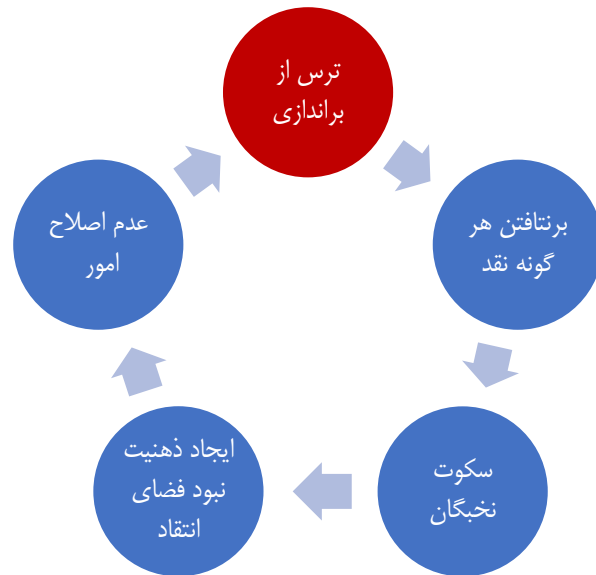 ترس از
براندازی
برنتافتن هر
گونه نقد
سکوت
نخبگان
ایجاد ذهنیت
نبود فضای
انتقاد
عدم اصلاح
امور